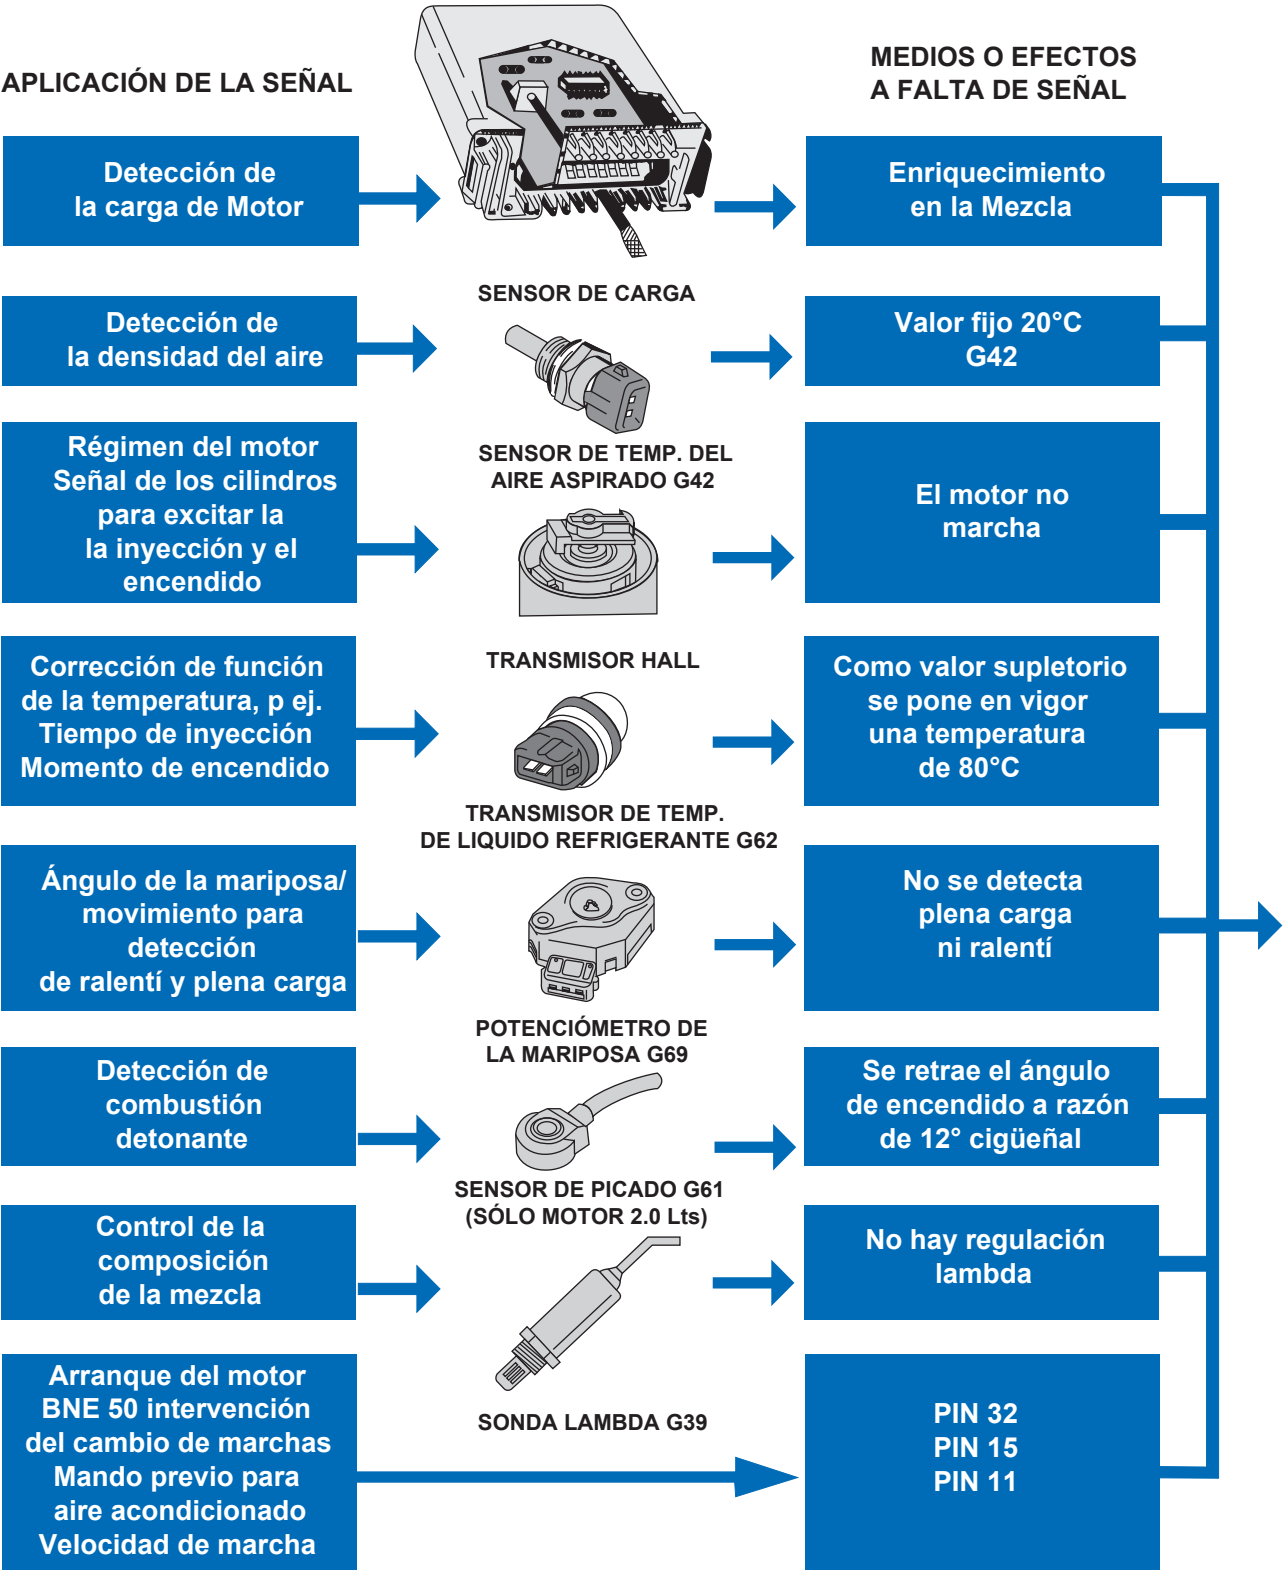 APLICACIÓN DE LA SEÑAL
MEDIOS O EFECTOS
A FALTA DE SEÑAL
Detección de
la carga de Motor
SENSOR DE CARGA
Enriquecimiento
en la Mezcla
Detección de
la densidad del aire
SENSOR DE TEMP. DEL
AIRE ASPIRADO G42
Valor fijo 20°C
G42
Régimen del motor
Señal de los cilindros
para excitar la
la inyección y el
encendido
TRANSMISOR HALL
El motor no
marcha
Corrección de función
de la temperatura, p ej.
Tiempo de inyección
Momento de encendido
TRANSMISOR DE TEMP.
DE LIQUIDO REFRIGERANTE G62
Como valor supletorio
se pone en vigor
una temperatura
de 80°C
Ángulo de la mariposa/
movimiento para
detección
de ralentí y plena carga
POTENCIÓMETRO DE
LA MARIPOSA G69
No se detecta
plena carga
ni ralentí
Detección de
combustión
detonante
SENSOR DE PICADO G61
(SÓLO MOTOR 2.0 Lts)
Se retrae el ángulo
de encendido a razón
de 12° cigüeñal
Control de la
composición
de la mezcla
SONDA LAMBDA G39
No hay regulación
lambda
Arranque del motor
BNE 50 intervención
del cambio de marchas
Mando previo para
aire acondicionado
Velocidad de marcha
PIN 32
PIN 15
PIN 11